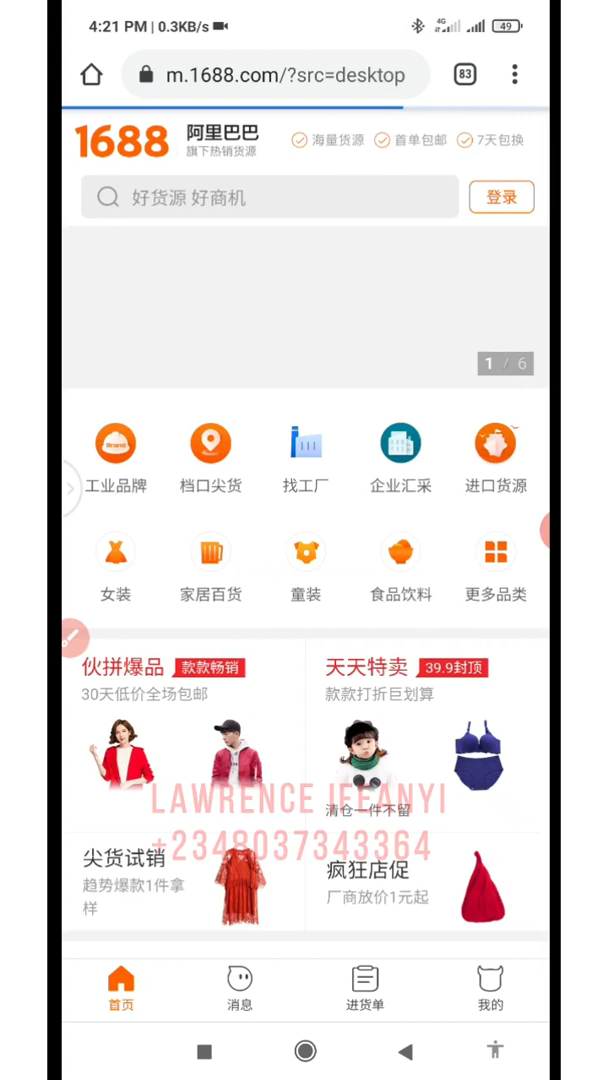 4:21 PM | 0.3KB/s
4G
49
m.1688.com/?src=desktop
83
1688
阿里巴巴
旗下热销货源
海量货源
首单包邮
7天包换
好货源 好商机
登录
1 / 6
工业品牌
档口尖货
找工厂
企业汇采
进口货源
女装
家居百货
童装
食品饮料
更多品类
伙拼爆品
款款畅销
30天低价全场包邮
天天特卖
39.9封顶
款款打折巨划算
清仓一件不留
LAWRENCE IFEANYI
+2348037343364
尖货试销
趋势爆款1件拿
样
疯狂店促
厂商放价1元起
首页
消息
进货单
我的